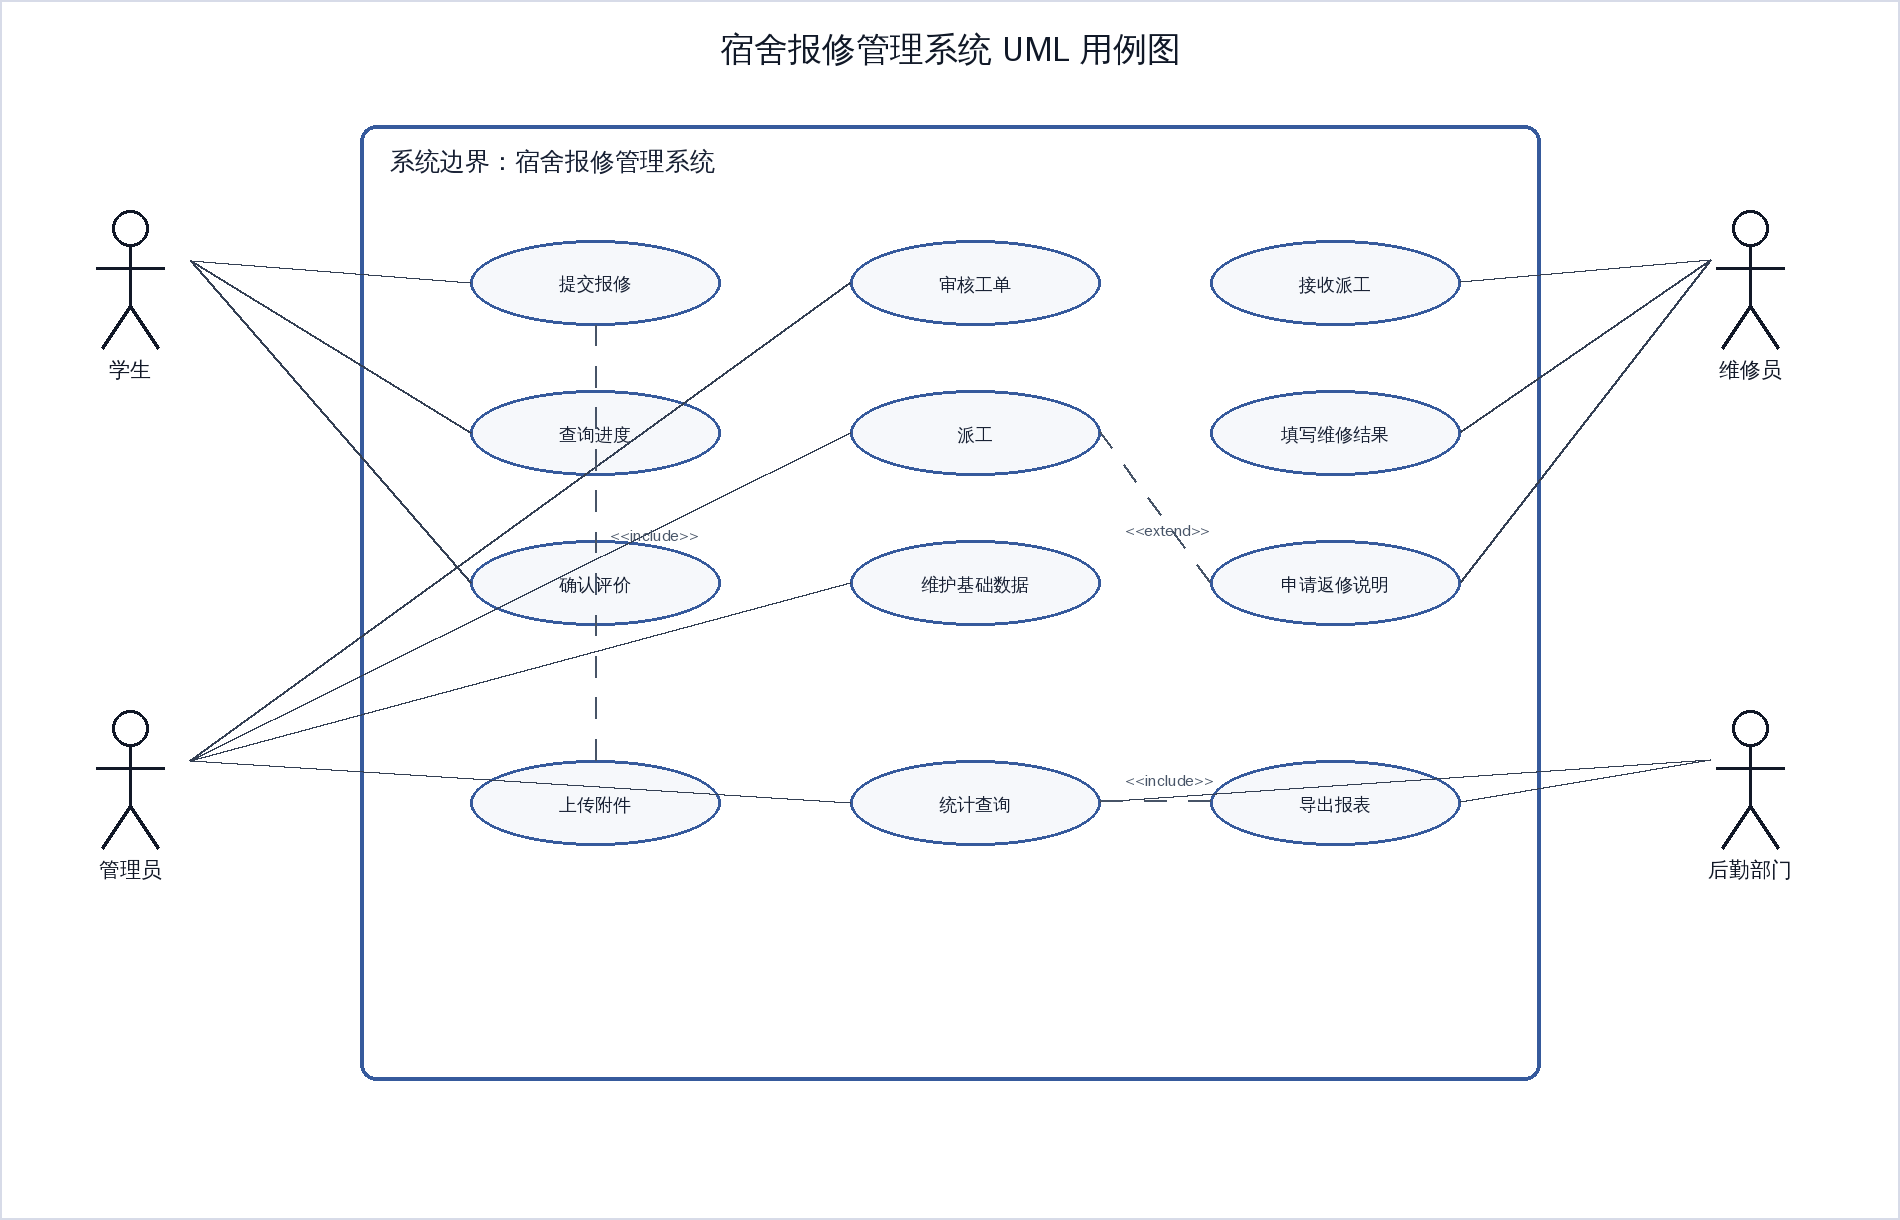 宿舍报修管理系统 UML 用例图
系统边界：宿舍报修管理系统
提交报修
审核工单
接收派工
学生
维修员
查询进度
派工
填写维修结果
<<include>>
<<extend>>
确认评价
维护基础数据
申请返修说明
<<include>>
上传附件
统计查询
导出报表
管理员
后勤部门